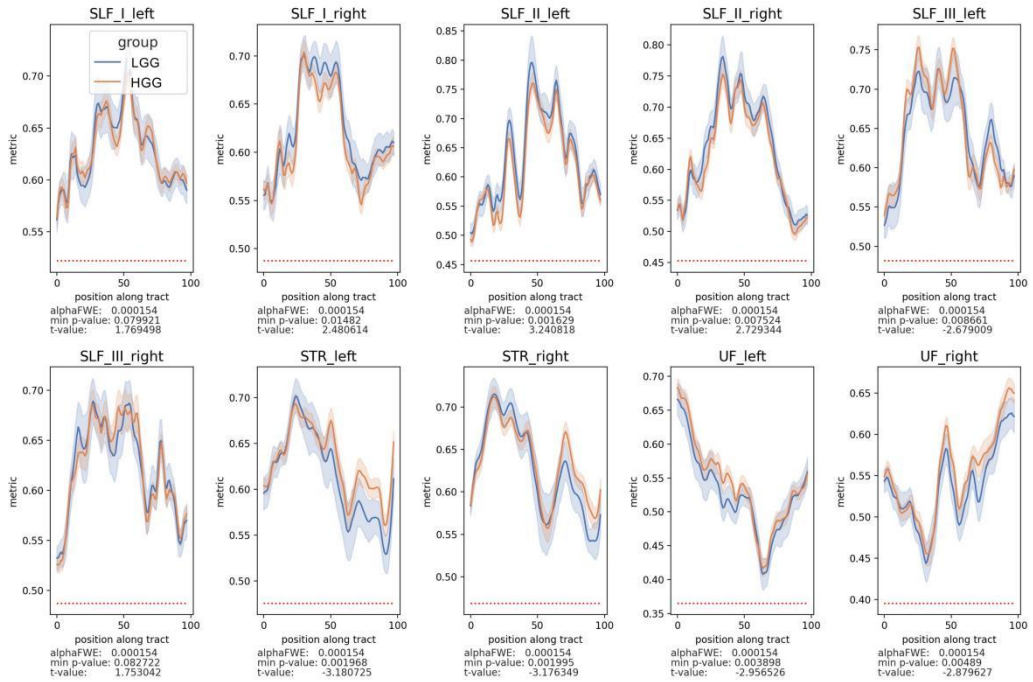 SLF_I_left
SLF_I_right
SLF_II_left
SLF_II_right
SLF_III_left
group
LGG
HGG
metric
0.70
0.65
0.60
0.55
0 50 100
position along tract
alphaFWE: 0.000154
min p-value: 0.079921
t-value: 1.769498
metric
0.70
0.65
0.60
0.55
0.50
0 50 100
position along tract
alphaFWE: 0.000154
min p-value: 0.01482
t-value: 2.480614
metric
0.85
0.80
0.75
0.70
0.65
0.60
0.55
0.50
0.45
0 50 100
position along tract
alphaFWE: 0.000154
min p-value: 0.001629
t-value: 3.240818
metric
0.80
0.75
0.70
0.65
0.60
0.55
0.50
0.45
0 50 100
position along tract
alphaFWE: 0.000154
min p-value: 0.007524
t-value: 2.729344
metric
0.75
0.70
0.65
0.60
0.55
0.50
0 50 100
position along tract
alphaFWE: 0.000154
min p-value: 0.008661
t-value: -2.679009
SLF_III_right
STR_left
STR_right
UF_left
UF_right
metric
0.70
0.65
0.60
0.55
0.50
0 50 100
position along tract
alphaFWE: 0.000154
min p-value: 0.082722
t-value: 1.753042
metric
0.70
0.65
0.60
0.55
0.50
0 50 100
position along tract
alphaFWE: 0.000154
min p-value: 0.001968
t-value: -3.180725
metric
0.70
0.65
0.60
0.55
0.50
0 50 100
position along tract
alphaFWE: 0.000154
min p-value: 0.001995
t-value: -3.176349
metric
0.70
0.65
0.60
0.55
0.50
0.45
0.40
0.35
0 50 100
position along tract
alphaFWE: 0.000154
min p-value: 0.003898
t-value: -2.956526
metric
0.65
0.60
0.55
0.50
0.45
0.40
0 50 100
position along tract
alphaFWE: 0.000154
min p-value: 0.00489
t-value: -2.879627